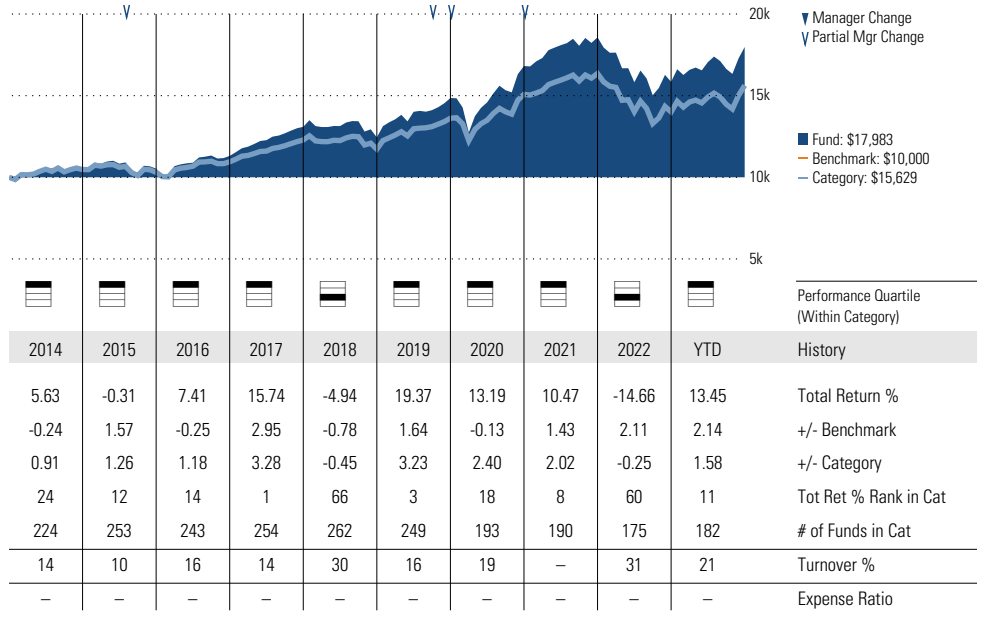 20k
▼ Manager Change
V Partial Mgr Change
15k
Fund: $17,983
Benchmark: $10,000
10k
Category: $15,629
5k
Performance Quartile
(Within Category)
2014 2015 2016 2017 2018 2019 2020 2021 2022 YTD History
5.63 -0.31 7.41 15.74 -4.94 19.37 13.19 10.47 -14.66 13.45 Total Return %
-0.24 1.57 -0.25 2.95 -0.78 1.64 -0.13 1.43 2.11 2.14 +/- Benchmark
0.91 1.26 1.18 3.28 -0.45 3.23 2.40 2.02 -0.25 1.58 +/- Category
24 12 14 1 66 3 18 8 60 11 Tot Ret % Rank in Cat
224 253 243 254 262 249 193 190 175 182 # of Funds in Cat
14 10 16 14 30 16 19 – 31 21 Turnover %
– – – – – – – – – – Expense Ratio